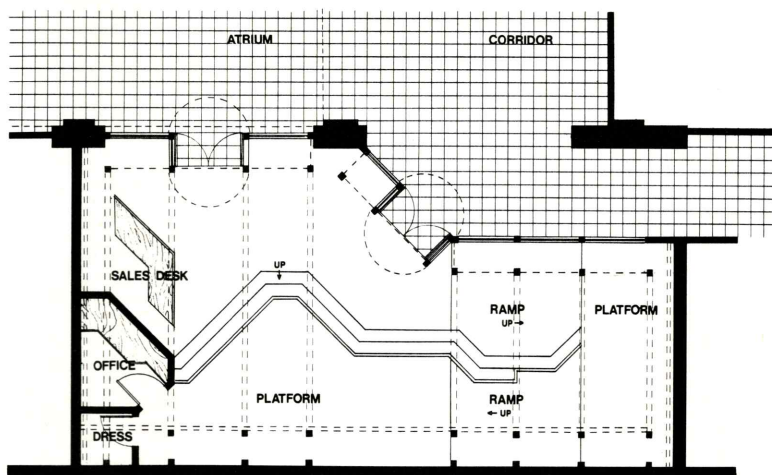 ATRIUM
CORRIDOR
UP
SALES DESK
RAMP
UP
PLATFORM
OFFICE
PLATFORM
RAMP
UP
DRESS